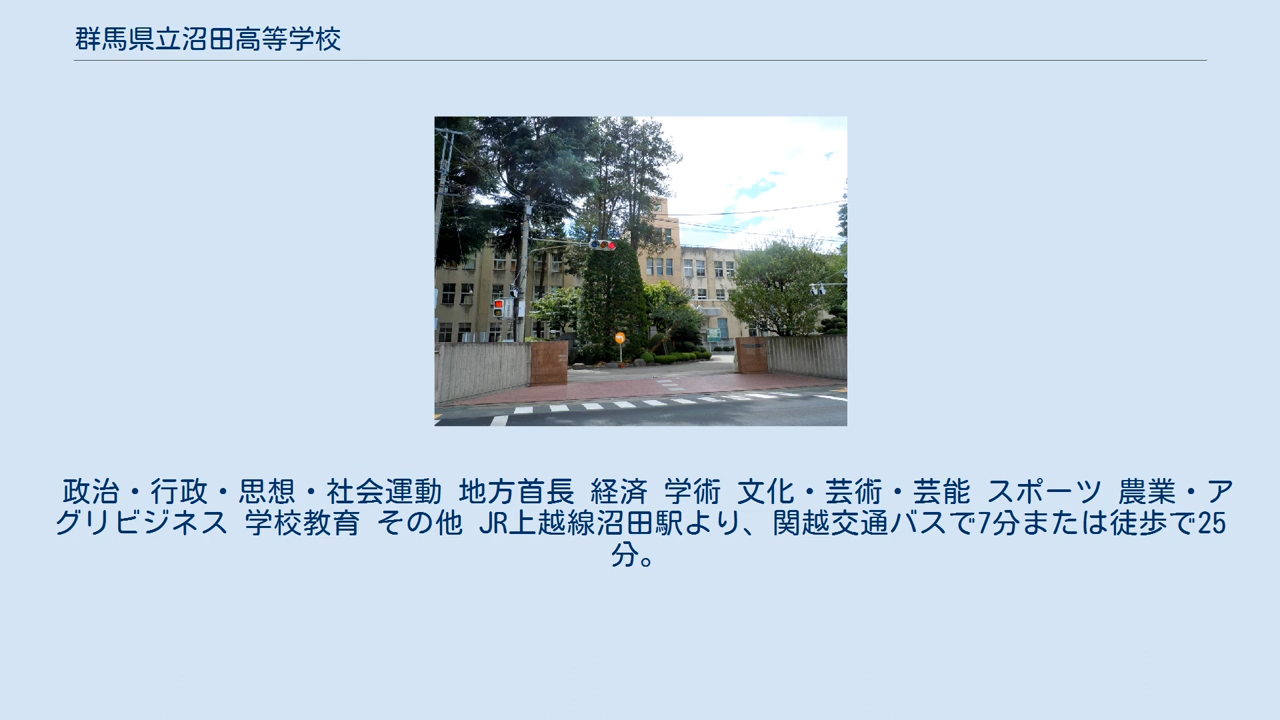 群馬県立沼田高等学校
政治・行政・思想・社会運動 地方首長 経済 学術 文化・芸術・芸能 スポーツ 農業・ア
グリビジネス 学校教育 その他 JR上越線沼田駅より、関越交通バスで7分または徒歩で25
分。